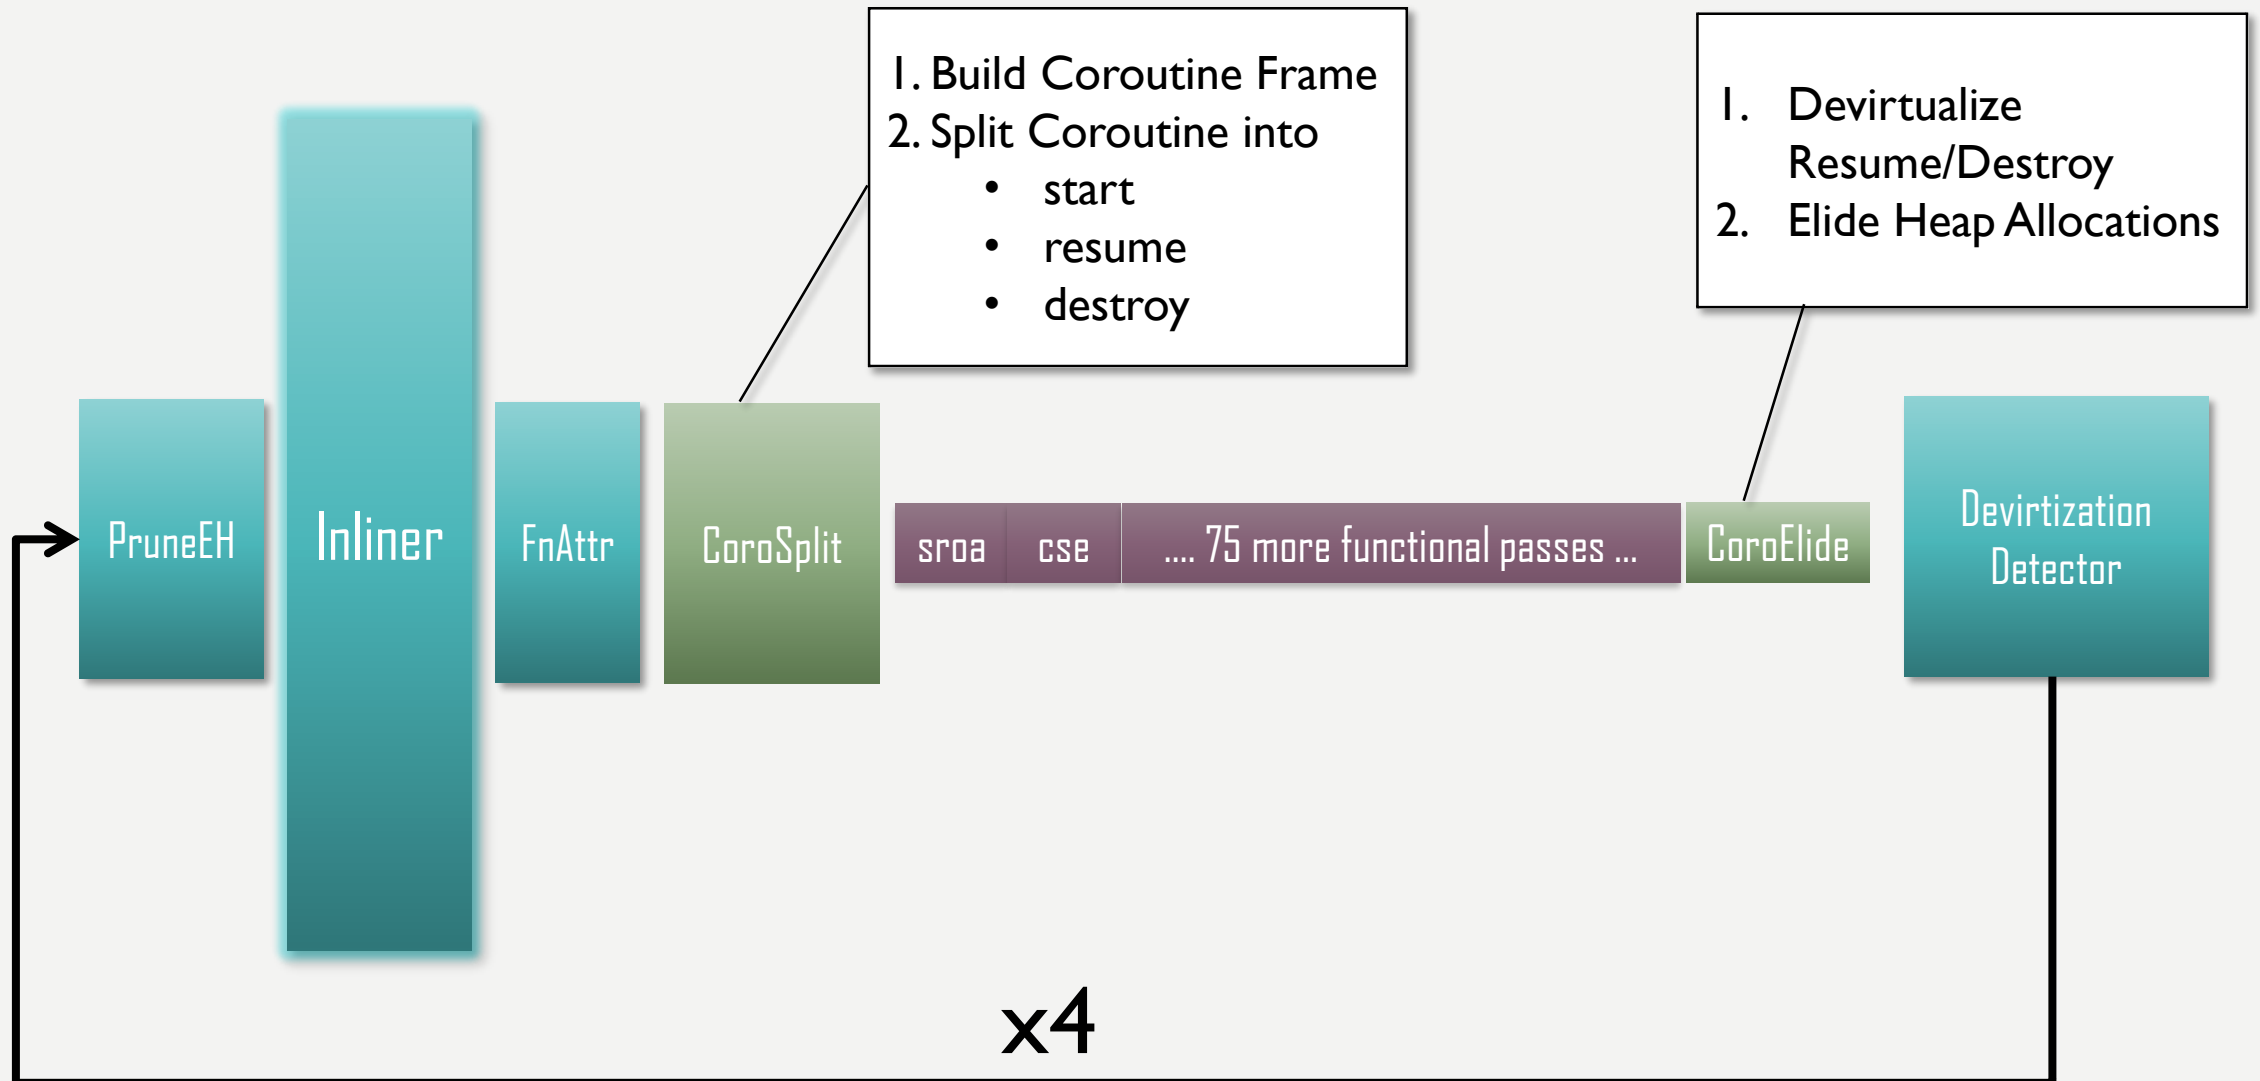 1. Build Coroutine Frame
2. Split Coroutine into
• start
• resume
• destroy
1. Devirtualize
Resume/Destroy
2. Elide Heap Allocations
PruneEH
Inliner
FnAttr
CoroSplit
sroa
cse
.... 75 more functional passes ...
CoroElide
Devirtization
Detector
x4